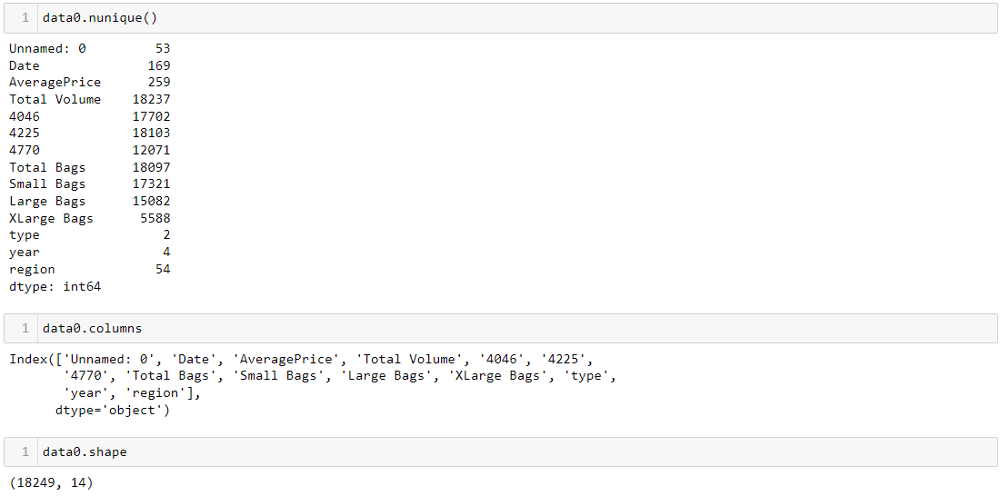 1 data0.nunique()
Unnamed: 0 53
Date 169
AveragePrice 259
Total Volume 18237
4046 17702
4225 18103
4770 12071
Total Bags 18097
Small Bags 17321
Large Bags 15082
XLarge Bags 5588
type 2
year 4
region 54
dtype: int64
1 data0.columns
Index(['Unnamed: 0', 'Date', 'AveragePrice', 'Total Volume', '4046', '4225',
'4770', 'Total Bags', 'Small Bags', 'Large Bags', 'XLarge Bags', 'type',
'year', 'region'],
dtype='object')
1 data0.shape
(18249, 14)